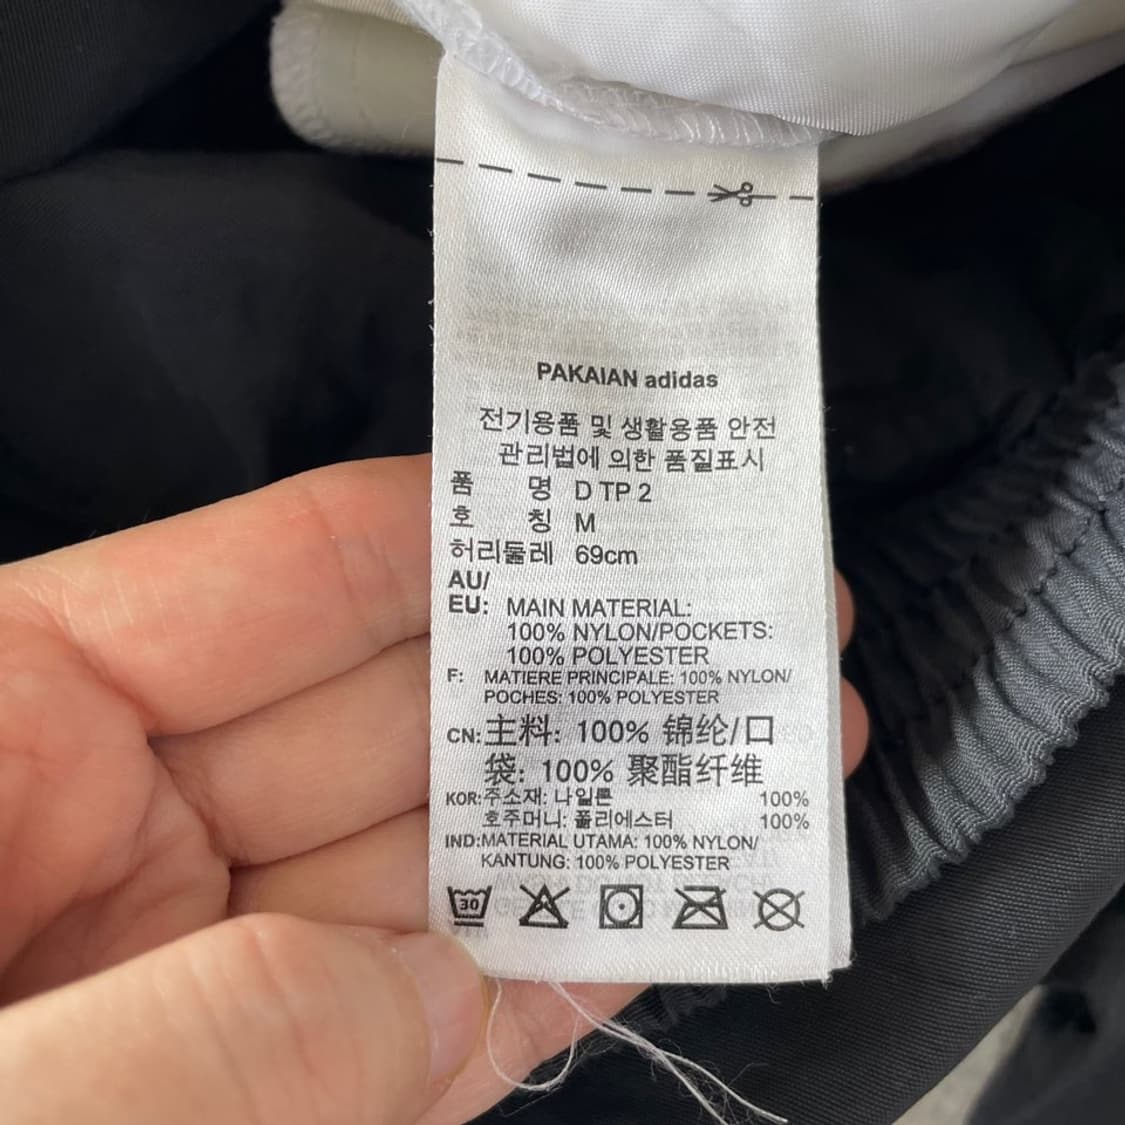 PAKAIAN adidas
전기용품 및 생활용품 안전
관리법에 의한 품질표시
품 명 D TP 2
호 칭 M
허리둘레 69cm
AU/
EU: MAIN MATERIAL:
100% NYLON/POCKETS:
100% POLYESTER
F: MATIERE PRINCIPALE: 100% NYLON/
POCHES: 100% POLYESTER
CN:主料: 100% 锦纶/口
袋: 100% 聚酯纤维
KOR:주소재: 나일론 100%
호주머니: 폴리에스터 100%
IND:MATERIAL UTAMA: 100% NYLON/
KANTUNG: 100% POLYESTER
30